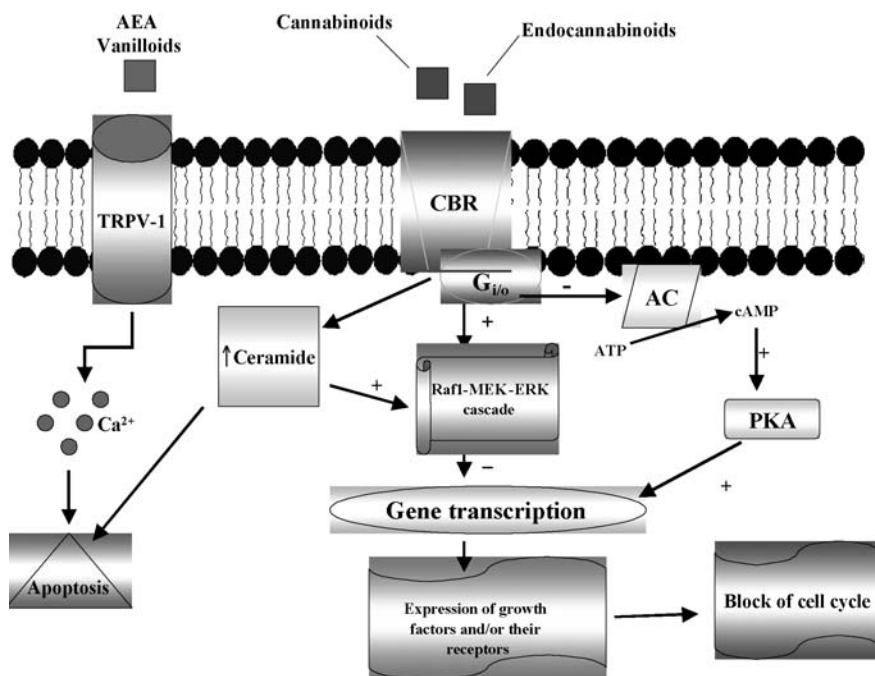 AEA
Vanilloids
Cannabinoids
Endocannabinoids
TRPV-1
CBR
Gi/o
-
AC
cAMP
ATP
+
+
↑Ceramide
+
Raf1-MEK-ERK
cascade
PKA
Ca²⁺
−
+
Gene transcription
Apoptosis
Expression of growth
factors and/or their
receptors
Block of cell cycle